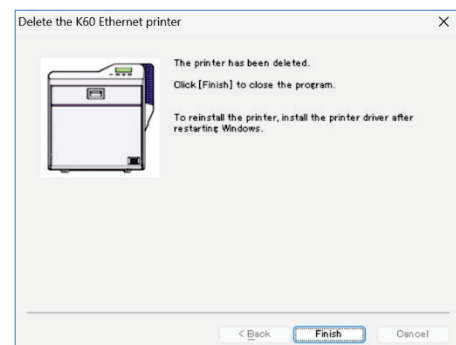 Delete the K60 Ethernet printer
The printer has been deleted.
Click [Finish] to close the program.
To reinstall the printer, install the printer driver after
restarting Windows.
< Back
Finish
Cancel